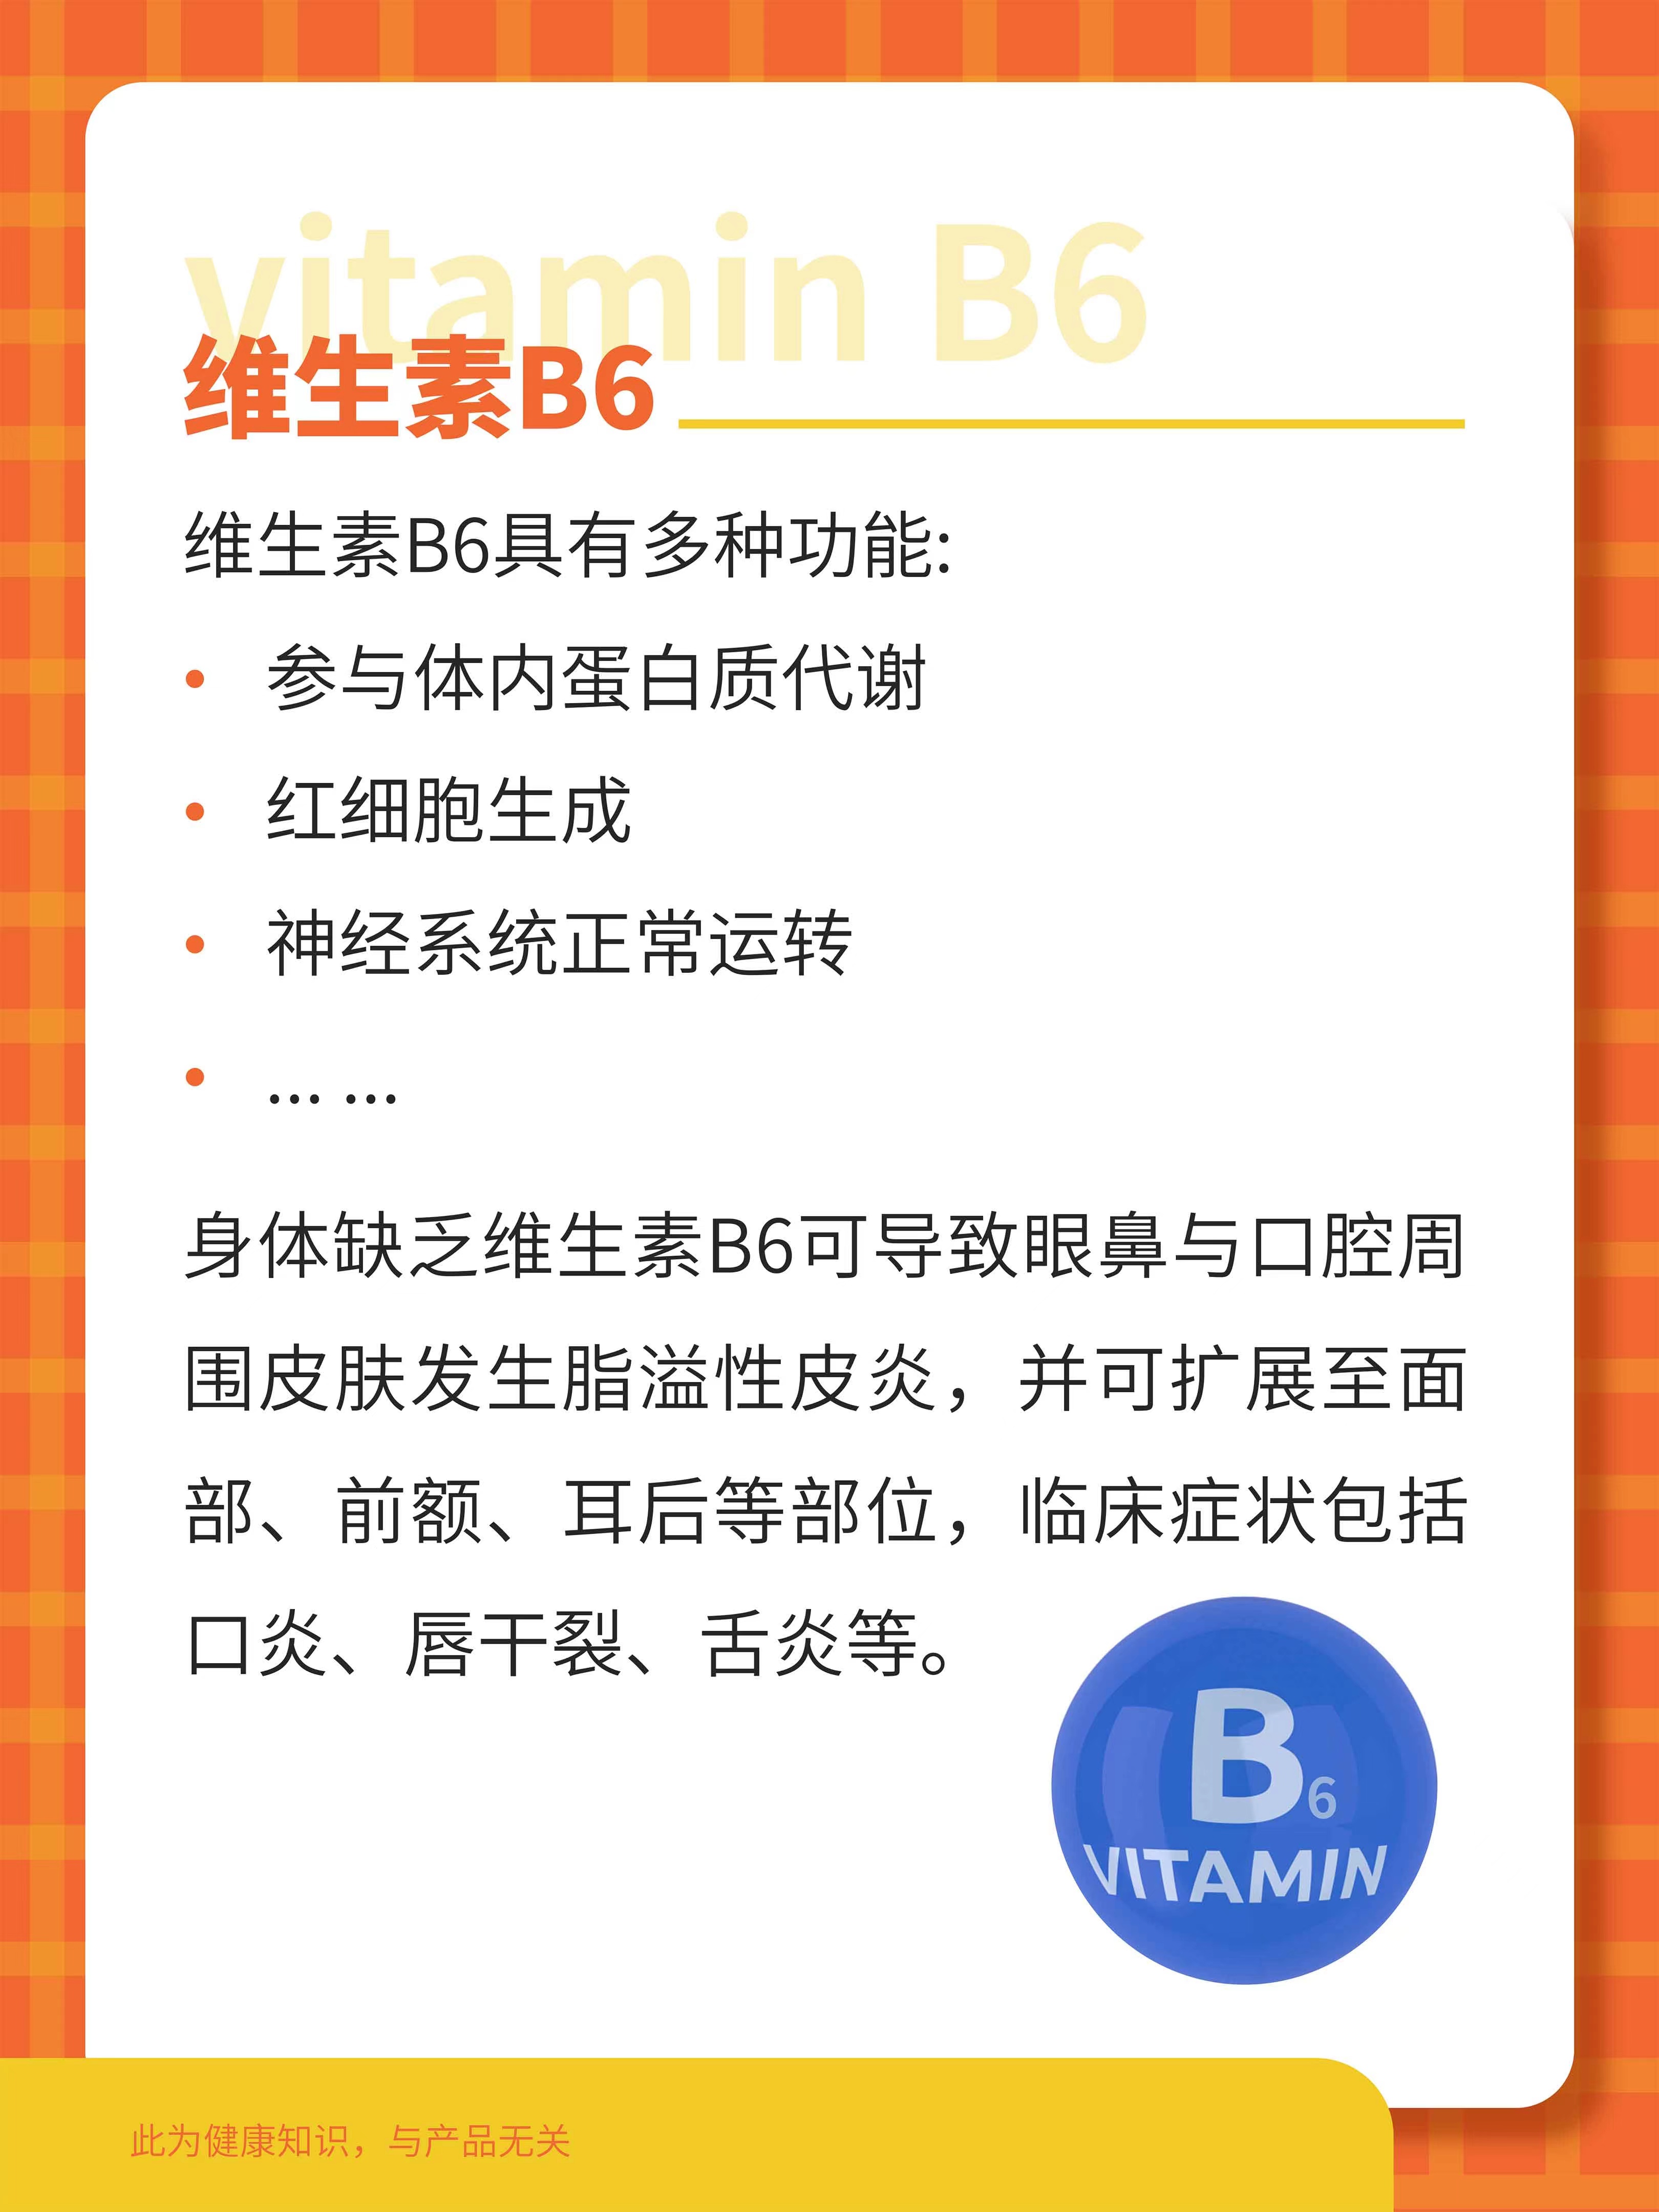 vitamin B6
维生素B6
维生素B6具有多种功能:
• 参与体内蛋白质代谢
• 红细胞生成
• 神经系统正常运转
• ... ...
身体缺乏维生素B6可导致眼鼻与口腔周
围皮肤发生脂溢性皮炎，并可扩展至面
部、前额、耳后等部位，临床症状包括
口炎、唇干裂、舌炎等。
B6
VITAMIN
此为健康知识，与产品无关